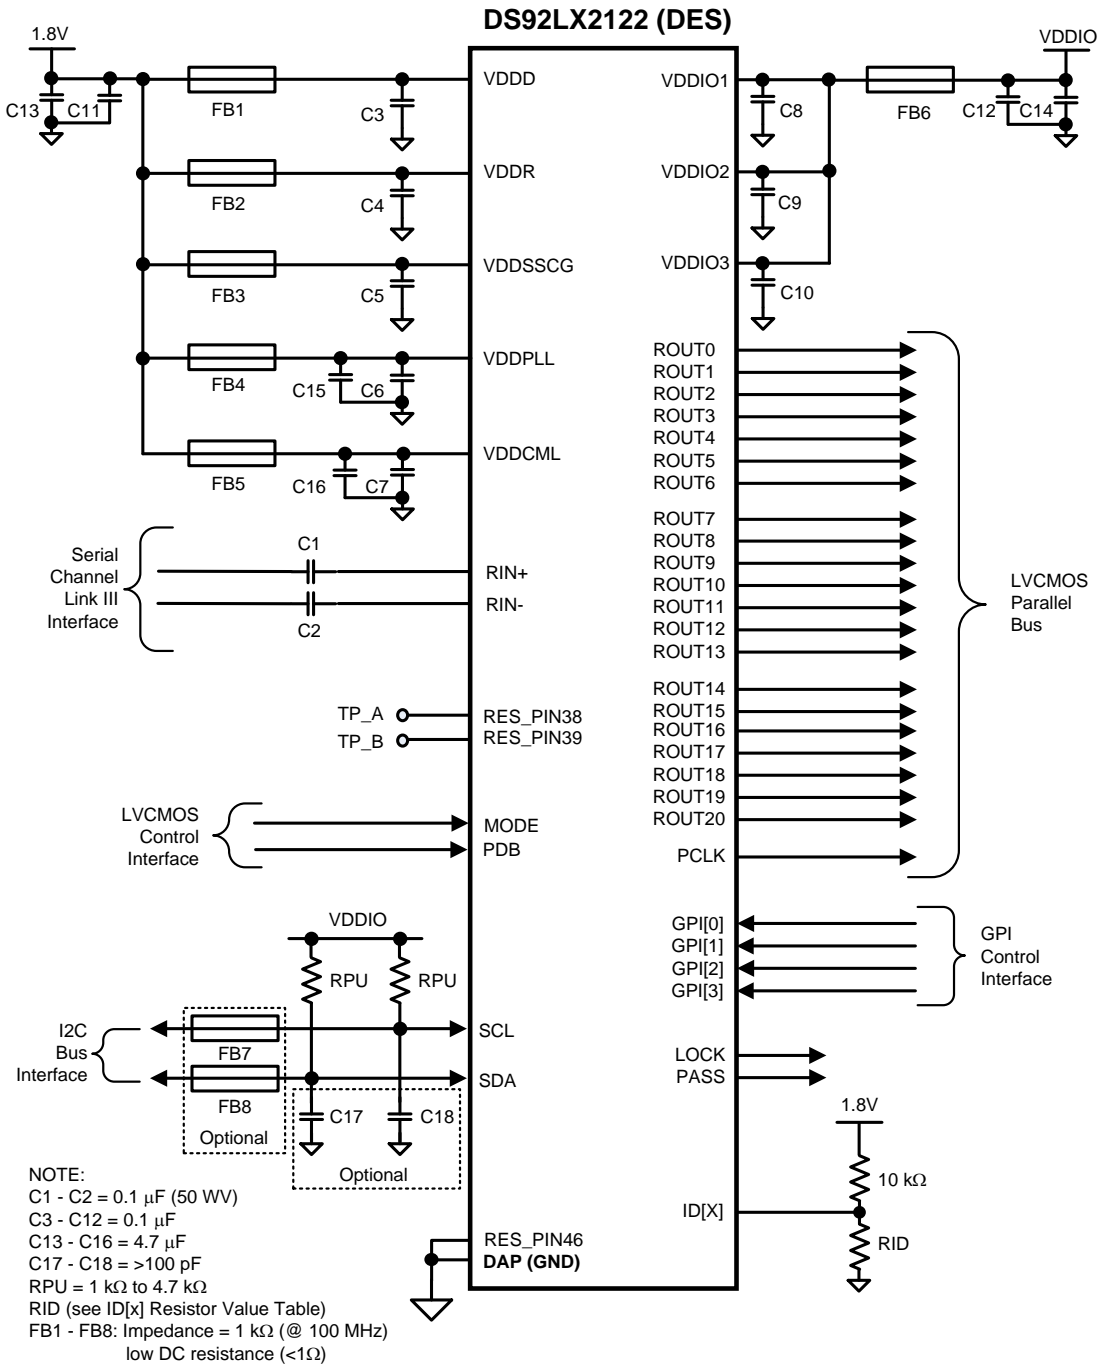 DS92LX2122 (DES)
1.8V
VDDIO
C13
C11
FB1
C3
VDDD
VDDIO1
C8
FB6
C12
C14
FB2
C4
VDDR
VDDIO2
C9
FB3
C5
VDDSSCG
VDDIO3
C10
FB4
C15
C6
VDDPLL
FB5
C16
C7
VDDCML
ROUT0
ROUT1
ROUT2
ROUT3
ROUT4
ROUT5
ROUT6
ROUT7
ROUT8
ROUT9
ROUT10
ROUT11
ROUT12
ROUT13
ROUT14
ROUT15
ROUT16
ROUT17
ROUT18
ROUT19
ROUT20
PCLK
LVCMOS
Parallel
Bus
Serial
Channel
Link III
Interface
C1
C2
RIN+
RIN-
TP_A
TP_B
RES_PIN38
RES_PIN39
LVCMOS
Control
Interface
MODE
PDB
VDDIO
RPU
RPU
I2C
Bus
Interface
FB7
FB8
Optional
SCL
SDA
C17
C18
Optional
GPI[0]
GPI[1]
GPI[2]
GPI[3]
GPI
Control
Interface
LOCK
PASS
1.8V
10 kΩ
ID[X]
RID
RES_PIN46
DAP (GND)
NOTE:
C1 - C2 = 0.1 μF (50 WV)
C3 - C12 = 0.1 μF
C13 - C16 = 4.7 μF
C17 - C18 = >100 pF
RPU = 1 kΩ to 4.7 kΩ
RID (see ID[x] Resistor Value Table)
FB1 - FB8: Impedance = 1 kΩ (@ 100 MHz)
low DC resistance (<1Ω)